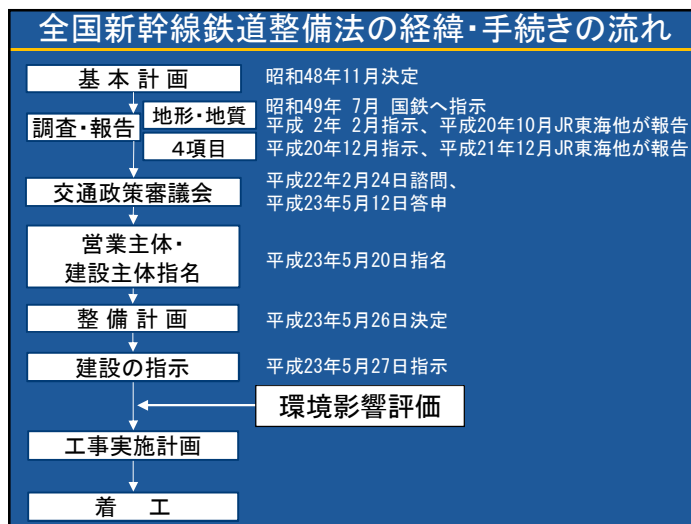 全国新幹線鉄道整備法の経緯・手続きの流れ
基本計画
昭和48年11月決定
調査・報告
地形・地質
昭和49年 7月 国鉄へ指示
平成 2年 2月指示、平成20年10月JR東海他が報告
4項目
平成20年12月指示、平成21年12月JR東海他が報告
交通政策審議会
平成22年2月24日諮問、
平成23年5月12日答申
営業主体・
建設主体指名
平成23年5月20日指名
整備計画
平成23年5月26日決定
建設の指示
平成23年5月27日指示
環境影響評価
工事実施計画
着 工